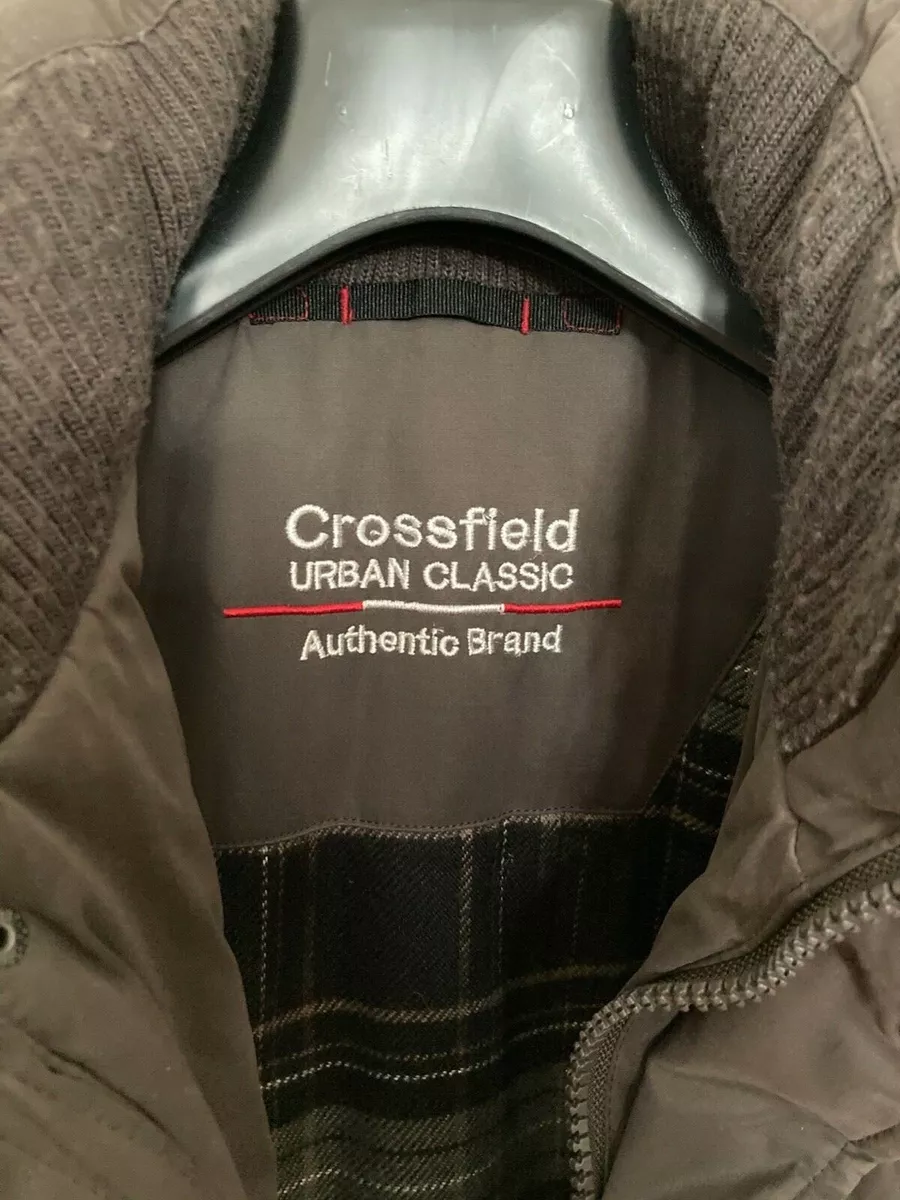 Crossfield
URBAN CLASSIC
Authentic Brand